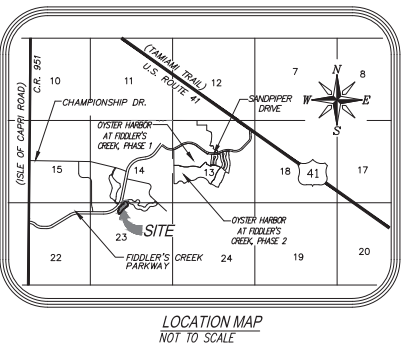 (ISLE OF CAPRI ROAD)
C.R. 951
10
11
(TAMIAMI TRAIL)
U.S. ROUTE 41
12
7
8
N
W
E
S
CHAMPIONSHIP DR.
SANDPIPER
DRIVE
OYSTER HARBOR
AT FIDDLER'S
CREEK, PHASE 1
15
14
13
18
41
17
OYSTER HARBOR
AT FIDDLER'S
CREEK, PHASE 2
23
SITE
FIDDLER'S CREEK
PARKWAY
22
24
19
20
LOCATION MAP
NOT TO SCALE